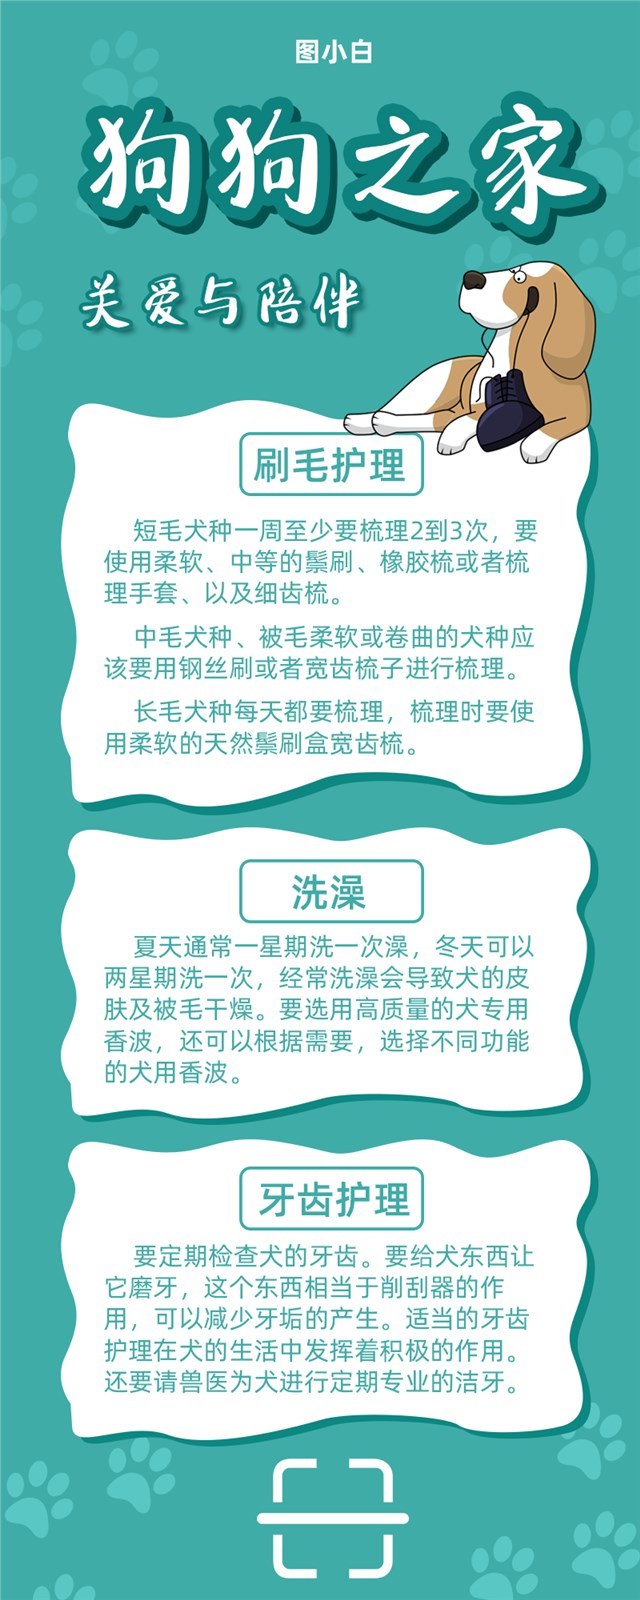 图小白
狗狗之家
关爱与陪伴
刷毛护理
短毛犬种一周至少要梳理2到3次，要
使用柔软、中等的鬃刷、橡胶梳或者梳
理手套、以及细齿梳。
中毛犬种、被毛柔软或卷曲的犬种应
该要用钢丝刷或者宽齿梳子进行梳理。
长毛犬种每天都要梳理，梳理时要使
用柔软的天然鬃刷盒宽齿梳。
洗澡
夏天通常一星期洗一次澡，冬天可以
两星期洗一次，经常洗澡会导致犬的皮
肤及被毛干燥。要选用高质量的犬专用
香波，还可以根据需要，选择不同功能
的犬用香波。
牙齿护理
要定期检查犬的牙齿。要给犬东西让
它磨牙，这个东西相当于削刮器的作
用，可以减少牙垢的产生。适当的牙齿
护理在犬的生活中发挥着积极的作用。
还要请兽医为犬进行定期专业的洁牙。